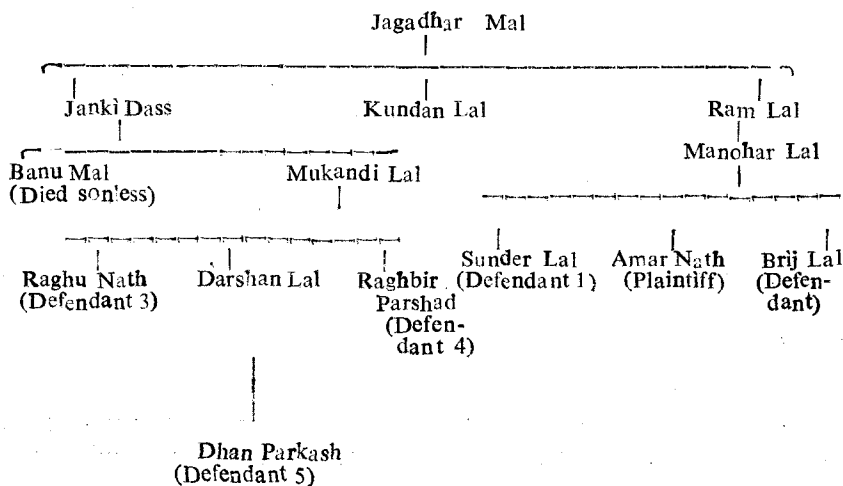 Jagadhar Mal
Janki Dass Kundan Lal Ram Lal
Manohar Lal
Banu Mal Mukandi Lal
(Died sonless)
Sunder Lal Amar Nath Brij Lal
Raghu Nath Darshan Lal Raghbir (Defendant 1) (Plaintiff) (Defen-
(Defendant 3) Parshad dant)
(Defen-
dant 4)
Dhan Parkash
(Defendant 5)